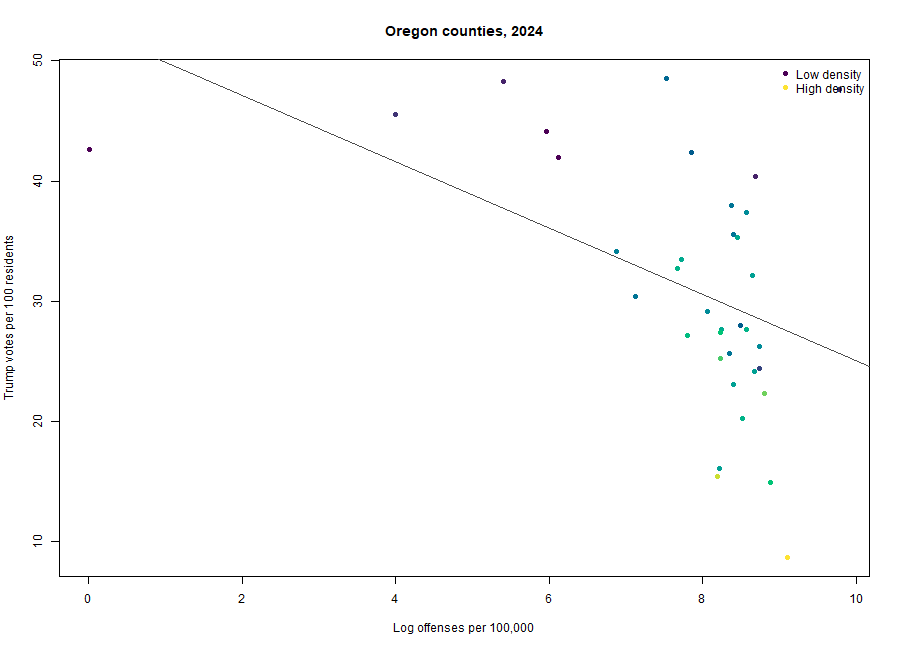 Oregon counties, 2024
Low density
High density
50
40
30
20
10
Trump votes per 100 residents
0 2 4 6 8 10
Log offenses per 100,000